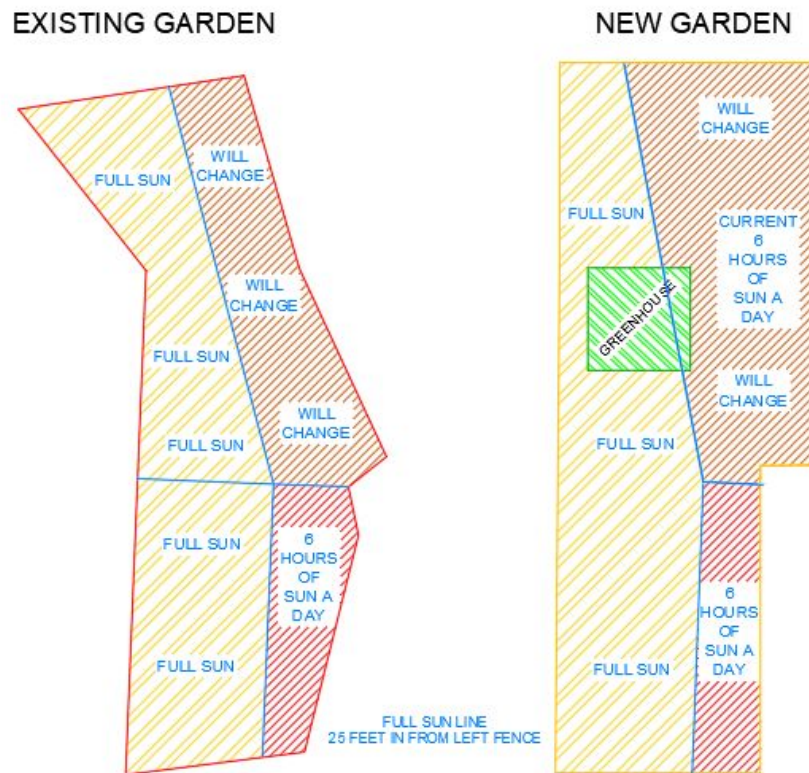 EXISTING GARDEN
FULL SUN
WILL
CHANGE
WILL
CHANGE
FULL SUN
WILL
CHANGE
FULL SUN
FULL SUN
6
HOURS
OF
SUN A
DAY
FULL SUN
FULL SUN LINE
25 FEET IN FROM LEFT FENCE
NEW GARDEN
WILL
CHANGE
FULL SUN
CURRENT
6
HOURS
OF
SUN A
DAY
GREENHOUSE
WILL
CHANGE
FULL SUN
6
HOURS
OF
SUN A
DAY
FULL SUN